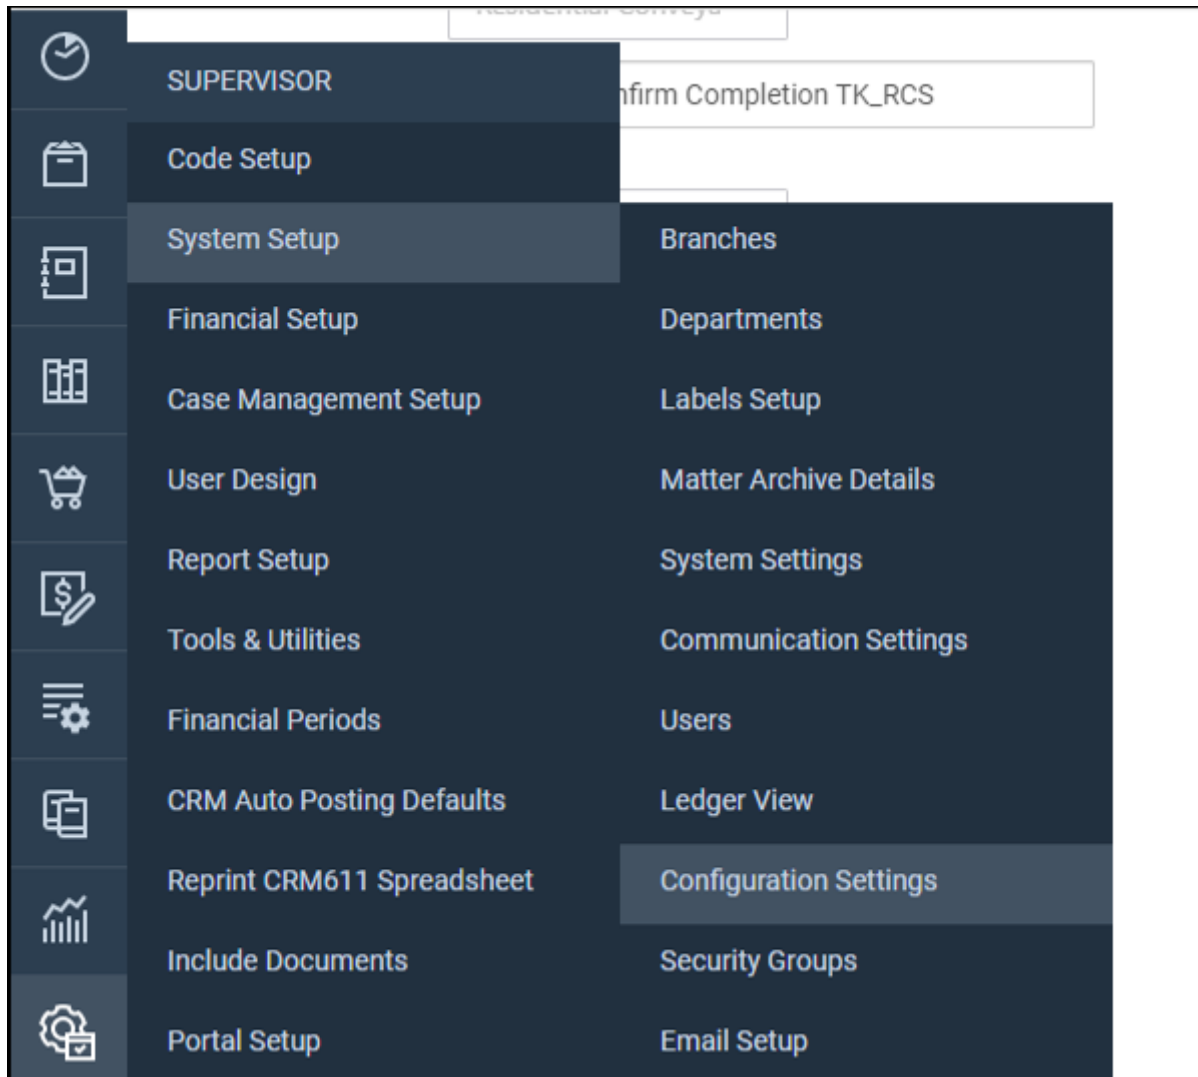 Residential Conveya
nfirm Completion TK_RCS
SUPERVISOR
Code Setup
System Setup
Financial Setup
Case Management Setup
User Design
Report Setup
Tools & Utilities
Financial Periods
CRM Auto Posting Defaults
Reprint CRM611 Spreadsheet
Include Documents
Portal Setup
Branches
Departments
Labels Setup
Matter Archive Details
System Settings
Communication Settings
Users
Ledger View
Configuration Settings
Security Groups
Email Setup